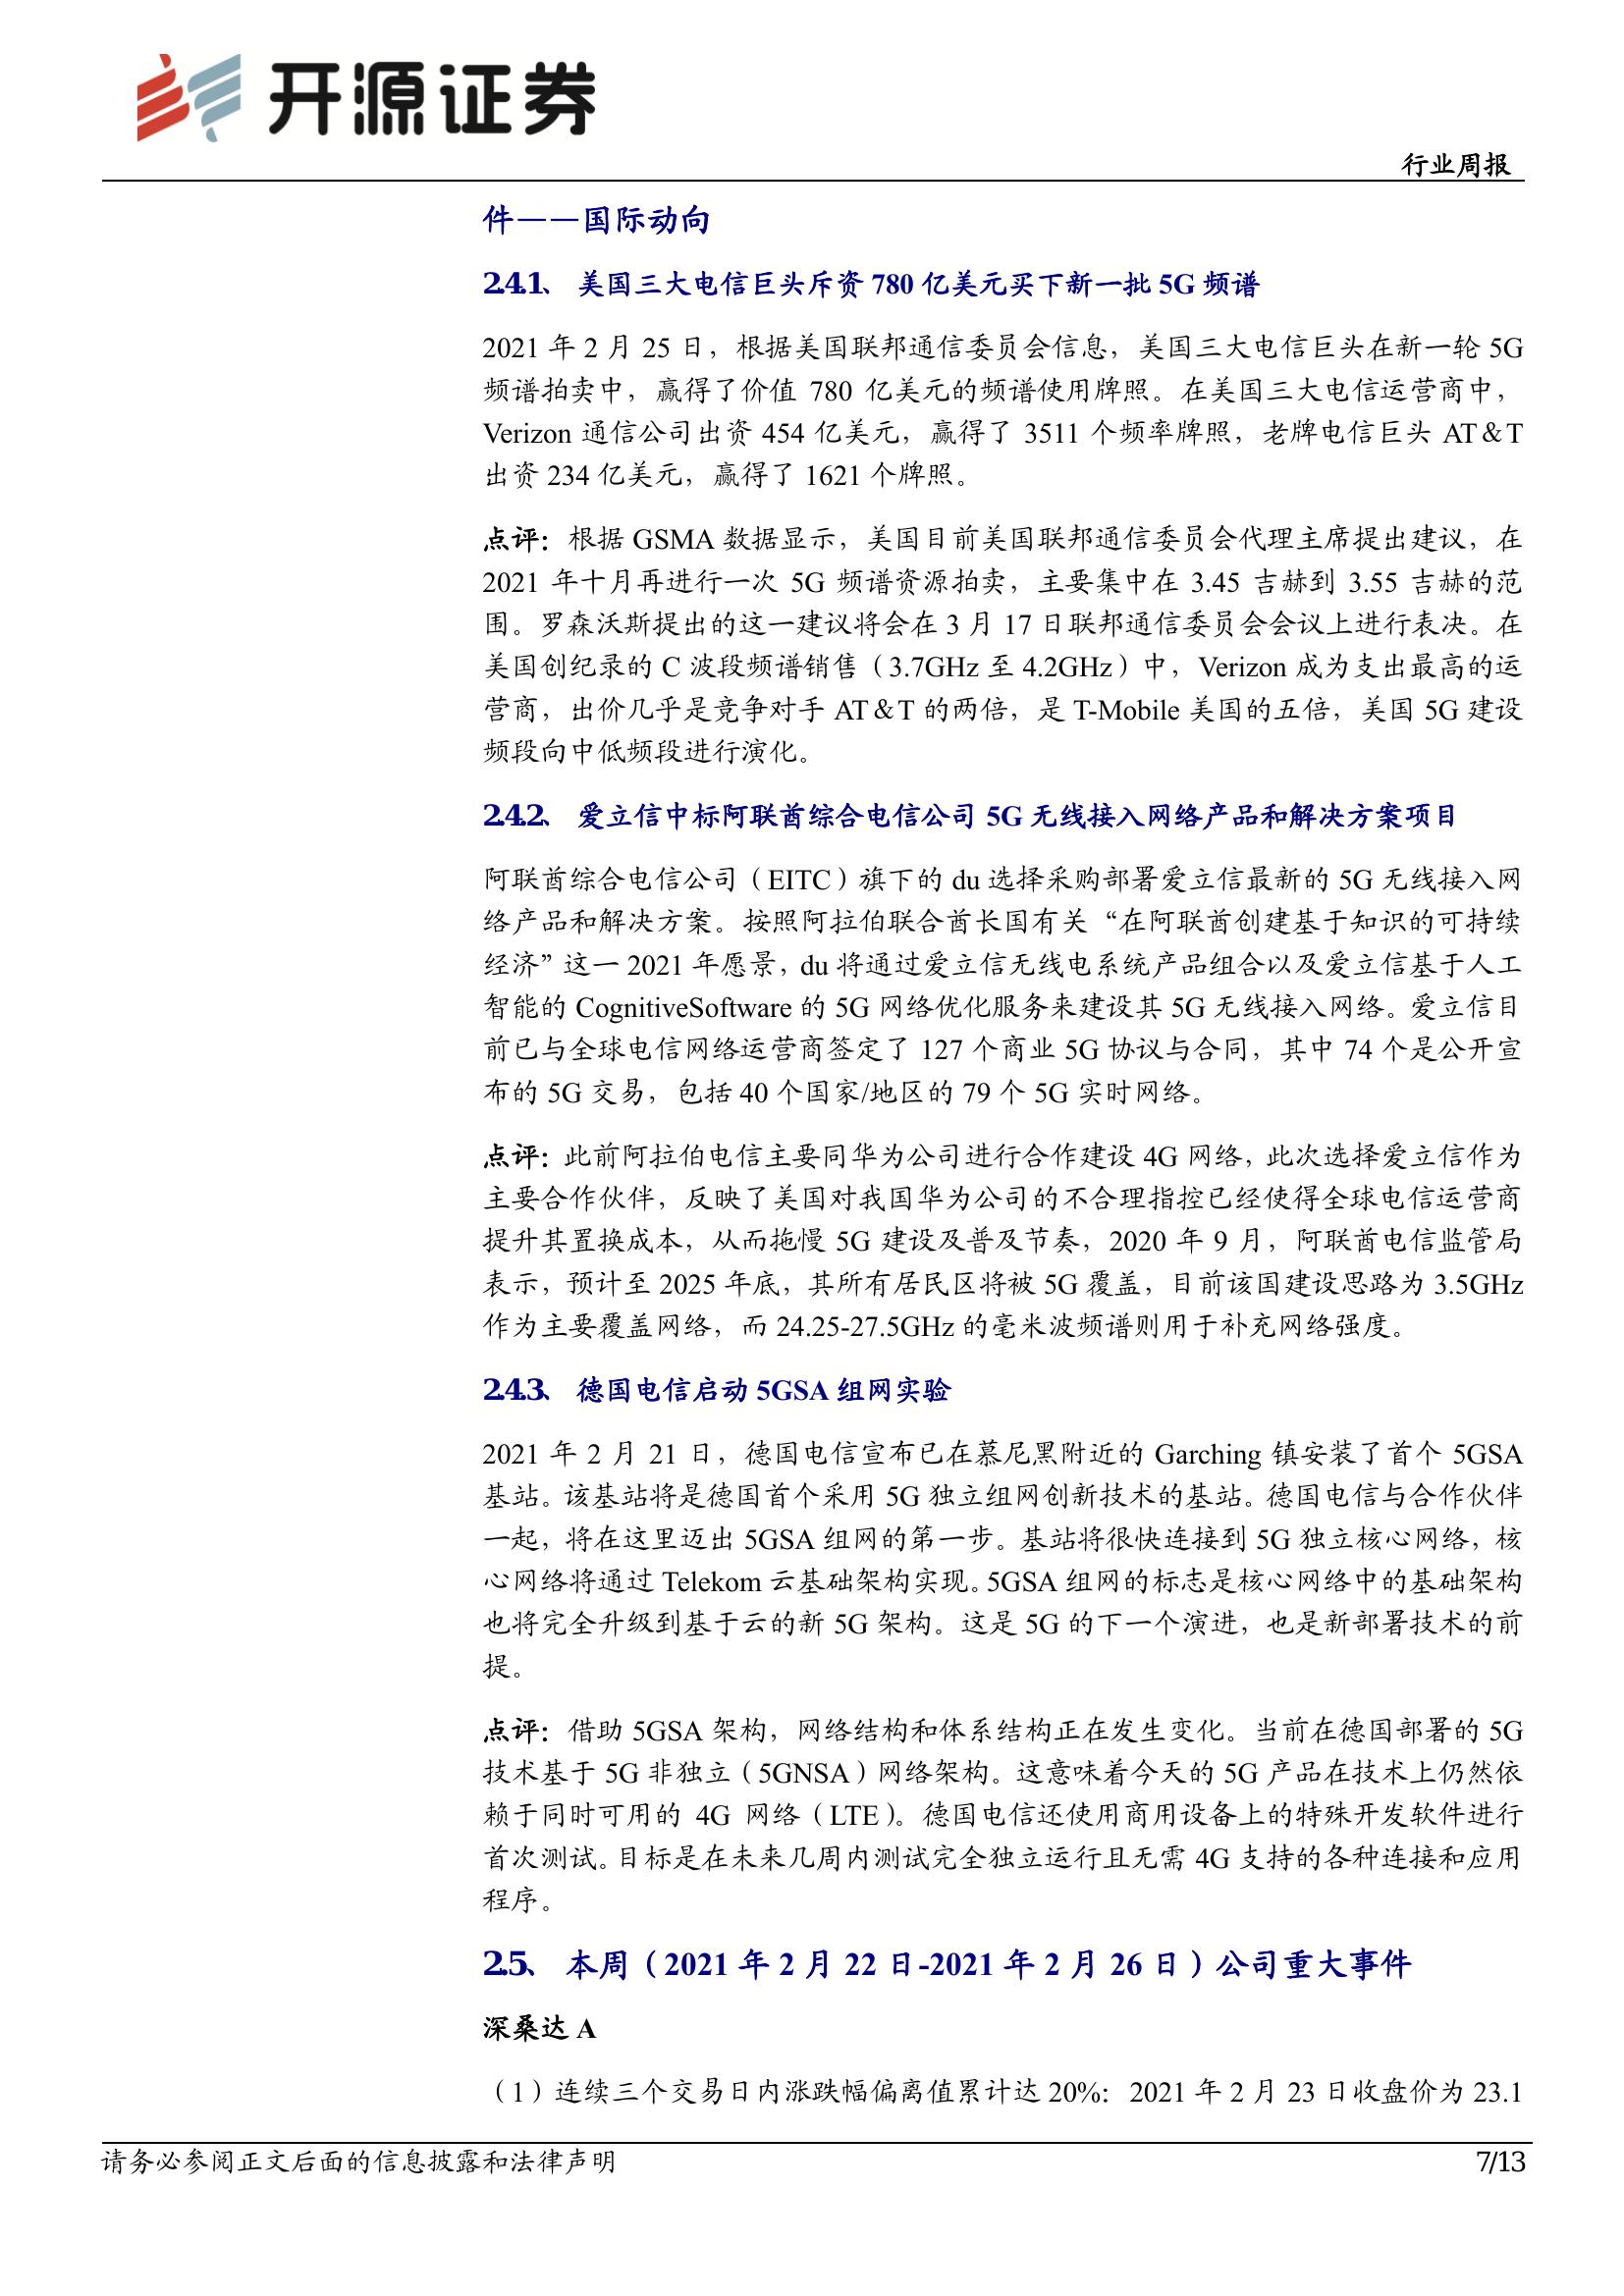 开源证券
行业周报
件——国际动向
2.4.1、 美国三大电信巨头斥资 780 亿美元买下新一批 5G 频谱
2021 年 2 月 25 日，根据美国联邦通信委员会信息，美国三大电信巨头在新一轮 5G
频谱拍卖中，赢得了价值 780 亿美元的频谱使用牌照。在美国三大电信运营商中，
Verizon 通信公司出资 454 亿美元，赢得了 3511 个频率牌照，老牌电信巨头 AT＆T
出资 234 亿美元，赢得了 1621 个牌照。
点评：根据 GSMA 数据显示，美国目前美国联邦通信委员会代理主席提出建议，在
2021 年十月再进行一次 5G 频谱资源拍卖，主要集中在 3.45 吉赫到 3.55 吉赫的范
围。罗森沃斯提出的这一建议将会在 3 月 17 日联邦通信委员会会议上进行表决。在
美国创纪录的 C 波段频谱销售（3.7GHz 至 4.2GHz）中，Verizon 成为支出最高的运
营商，出价几乎是竞争对手 AT＆T 的两倍，是 T-Mobile 美国的五倍，美国 5G 建设
频段向中低频段进行演化。
2.4.2、 爱立信中标阿联酋综合电信公司 5G 无线接入网络产品和解决方案项目
阿联酋综合电信公司（EITC）旗下的 du 选择采购部署爱立信最新的 5G 无线接入网
络产品和解决方案。按照阿拉伯联合酋长国有关“在阿联酋创建基于知识的可持续
经济”这一 2021 年愿景，du 将通过爱立信无线电系统产品组合以及爱立信基于人工
智能的 CognitiveSoftware 的 5G 网络优化服务来建设其 5G 无线接入网络。爱立信目
前已与全球电信网络运营商签定了 127 个商业 5G 协议与合同，其中 74 个是公开宣
布的 5G 交易，包括 40 个国家/地区的 79 个 5G 实时网络。
点评：此前阿拉伯电信主要同华为公司进行合作建设 4G 网络，此次选择爱立信作为
主要合作伙伴，反映了美国对我国华为公司的不合理指控已经使得全球电信运营商
提升其置换成本，从而拖慢 5G 建设及普及节奏，2020 年 9 月，阿联酋电信监管局
表示，预计至 2025 年底，其所有居民区将被 5G 覆盖，目前该国建设思路为 3.5GHz
作为主要覆盖网络，而 24.25-27.5GHz 的毫米波频谱则用于补充网络强度。
2.4.3、 德国电信启动 5GSA 组网实验
2021 年 2 月 21 日，德国电信宣布已在慕尼黑附近的 Garching 镇安装了首个 5GSA
基站。该基站将是德国首个采用 5G 独立组网创新技术的基站。德国电信与合作伙伴
一起，将在这里迈出 5GSA 组网的第一步。基站将很快连接到 5G 独立核心网络，核
心网络将通过 Telekom 云基础架构实现。5GSA 组网的标志是核心网络中的基础架构
也将完全升级到基于云的新 5G 架构。这是 5G 的下一个演进，也是新部署技术的前
提。
点评：借助 5GSA 架构，网络结构和体系结构正在发生变化。当前在德国部署的 5G
技术基于 5G 非独立（5GNSA）网络架构。这意味着今天的 5G 产品在技术上仍然依
赖于同时可用的 4G 网络（LTE）。德国电信还使用商用设备上的特殊开发软件进行
首次测试。目标是在未来几周内测试完全独立运行且无需 4G 支持的各种连接和应用
程序。
2.5、 本周（2021 年 2 月 22 日-2021 年 2 月 26 日）公司重大事件
深桑达 A
（1）连续三个交易日内涨跌幅偏离值累计达 20%：2021 年 2 月 23 日收盘价为 23.1
请务必参阅正文后面的信息披露和法律声明
7/13